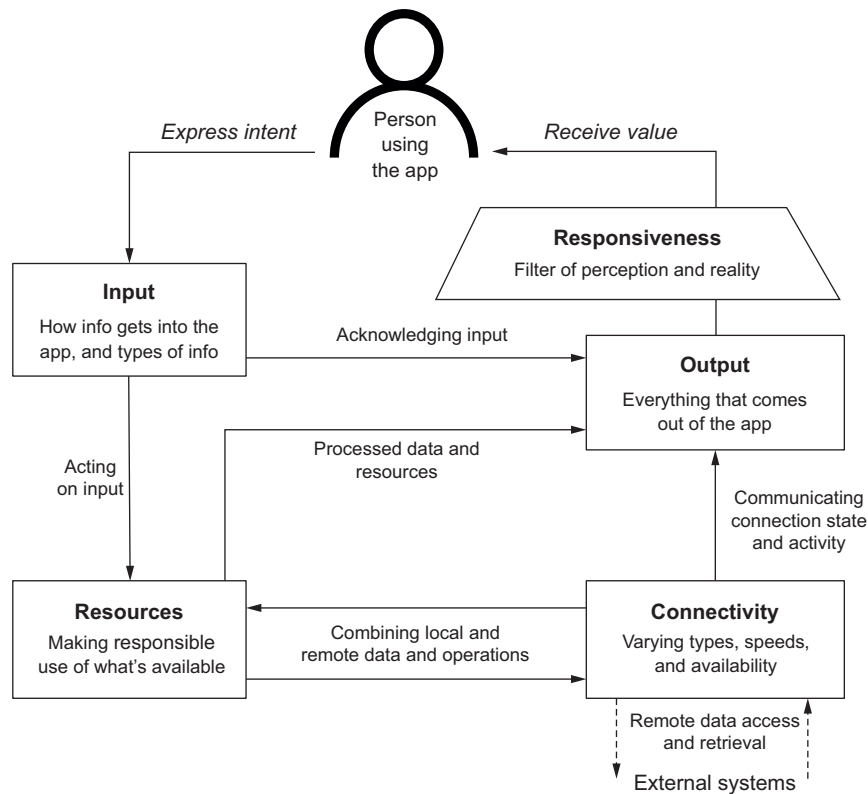 Express intent
Person
using
the app
Receive value
Responsiveness
Filter of perception and reality
Input
How info gets into the
app, and types of info
Acknowledging input
Output
Everything that comes
out of the app
Acting
on input
Processed data and
resources
Communicating
connection state
and activity
Resources
Making responsible
use of what's available
Combining local and
remote data and operations
Connectivity
Varying types, speeds,
and availability
Remote data access
and retrieval
External systems